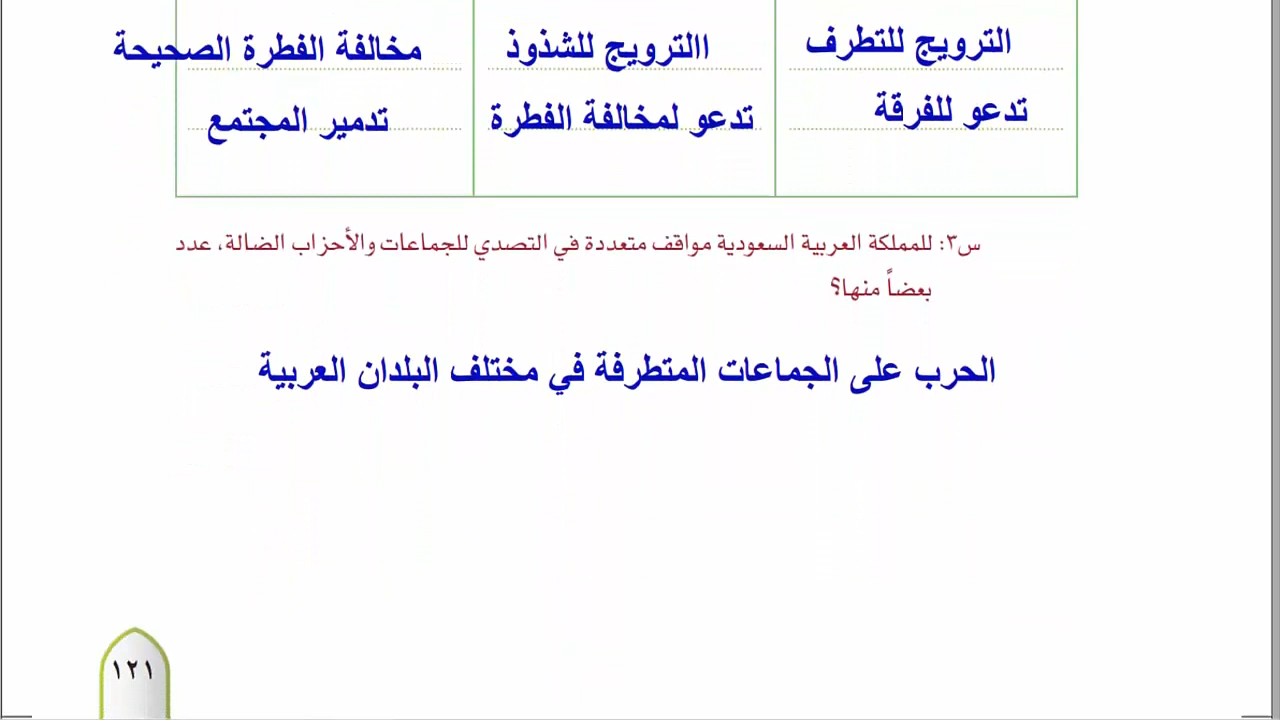 الترويج للتطرف
تدعو للفرقة
االترويج للشذوذ
تدعو لمخالفة الفطرة
مخالفة الفطرة الصحيحة
تدمير المجتمع
س٣: للمملكة العربية السعودية مواقف متعددة في التصدي للجماعات والأحزاب الضالة، عدد
بعضاً منها؟
الحرب على الجماعات المتطرفة في مختلف البلدان العربية
١٢١